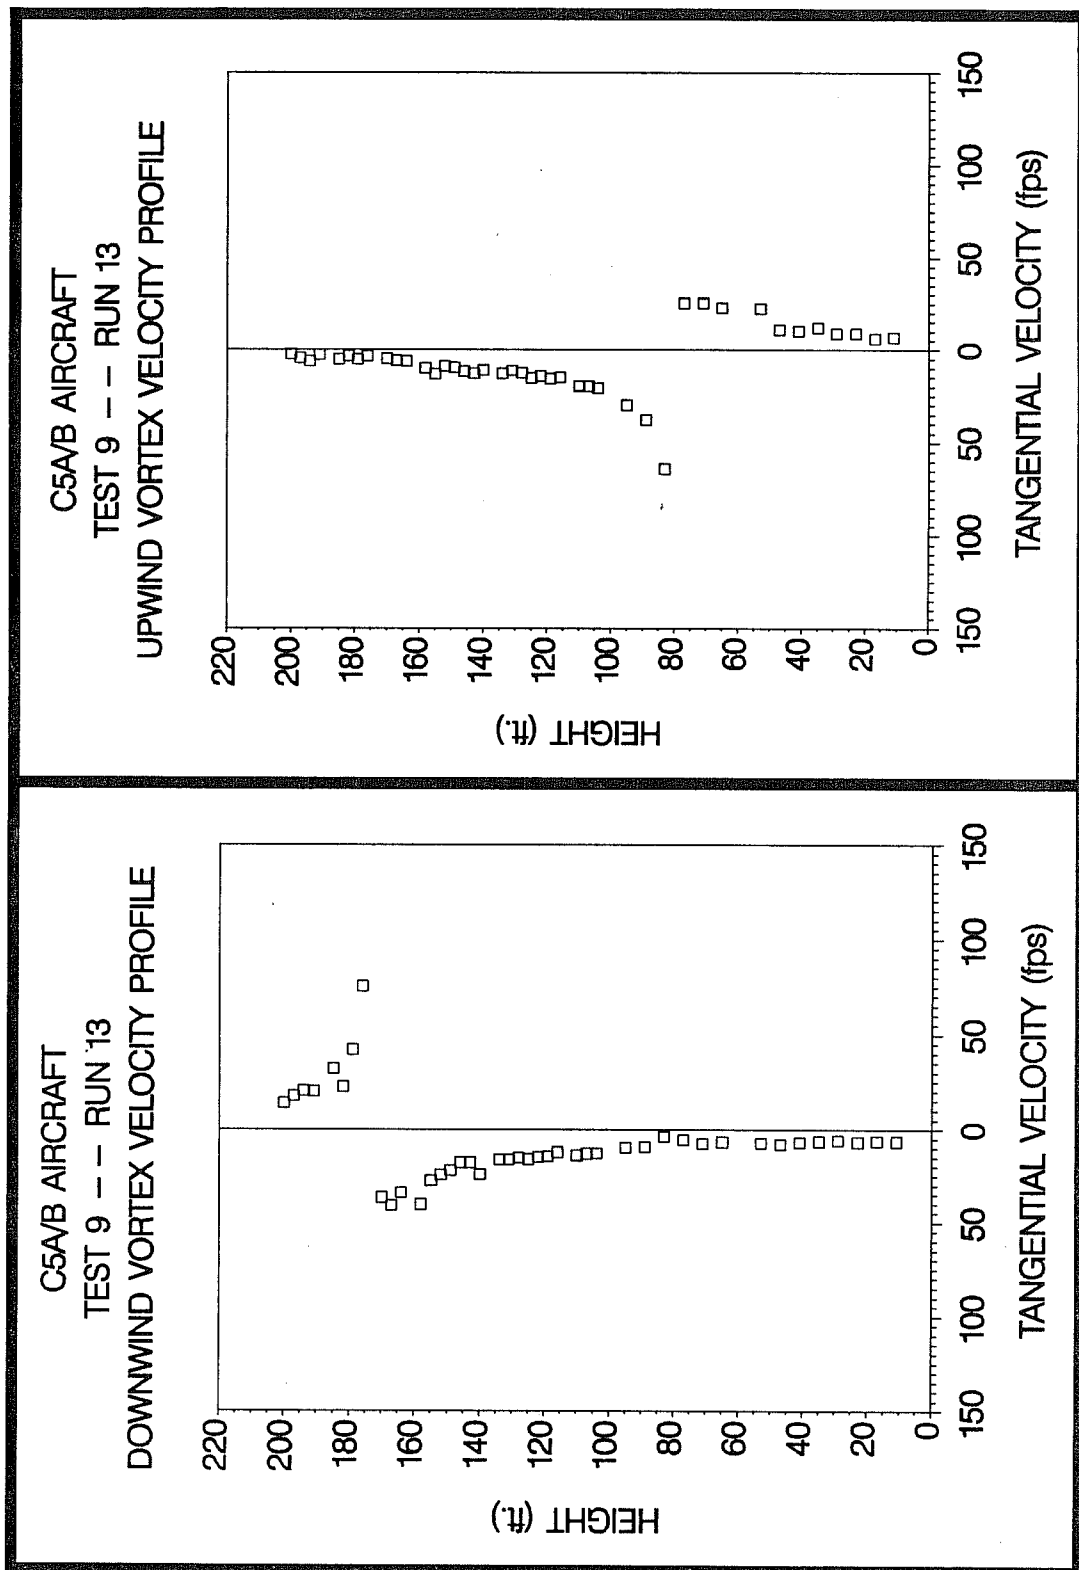 C5A/B AIRCRAFT
TEST 9 -- RUN 13
DOWNWIND VORTEX VELOCITY PROFILE
HEIGHT (ft.)
220
200
180
160
140
120
100
80
60
40
20
0
150 100 50 0 50 100 150
TANGENTIAL VELOCITY (fps)
C5A/B AIRCRAFT
TEST 9 -- RUN 13
UPWIND VORTEX VELOCITY PROFILE
HEIGHT (ft.)
220
200
180
160
140
120
100
80
60
40
20
0
150 100 50 0 50 100 150
TANGENTIAL VELOCITY (fps)